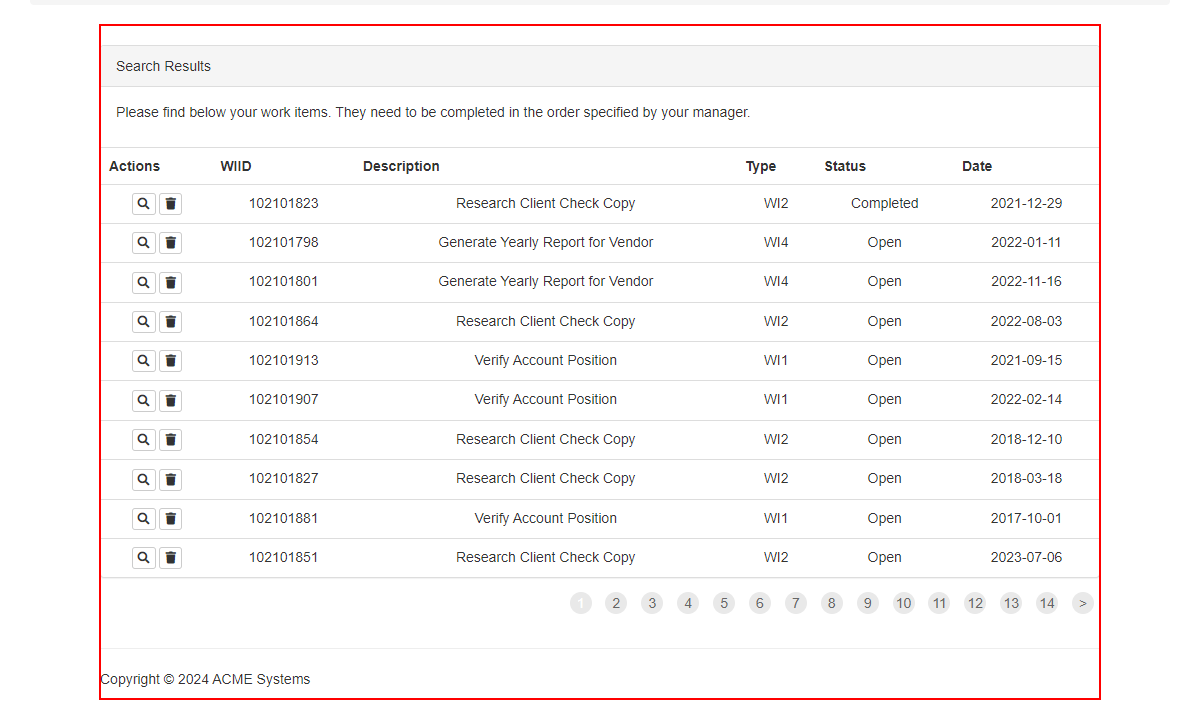 Search Results
Please find below your work items. They need to be completed in the order specified by your manager.
Actions WIID Description Type Status Date
102101823 Research Client Check Copy WI2 Completed 2021-12-29
102101798 Generate Yearly Report for Vendor WI4 Open 2022-01-11
102101801 Generate Yearly Report for Vendor WI4 Open 2022-11-16
102101864 Research Client Check Copy WI2 Open 2022-08-03
102101913 Verify Account Position WI1 Open 2021-09-15
102101907 Verify Account Position WI1 Open 2022-02-14
102101854 Research Client Check Copy WI2 Open 2018-12-10
102101827 Research Client Check Copy WI2 Open 2018-03-18
102101881 Verify Account Position WI1 Open 2017-10-01
102101851 Research Client Check Copy WI2 Open 2023-07-06
1 2 3 4 5 6 7 8 9 10 11 12 13 14 >
Copyright © 2024 ACME Systems